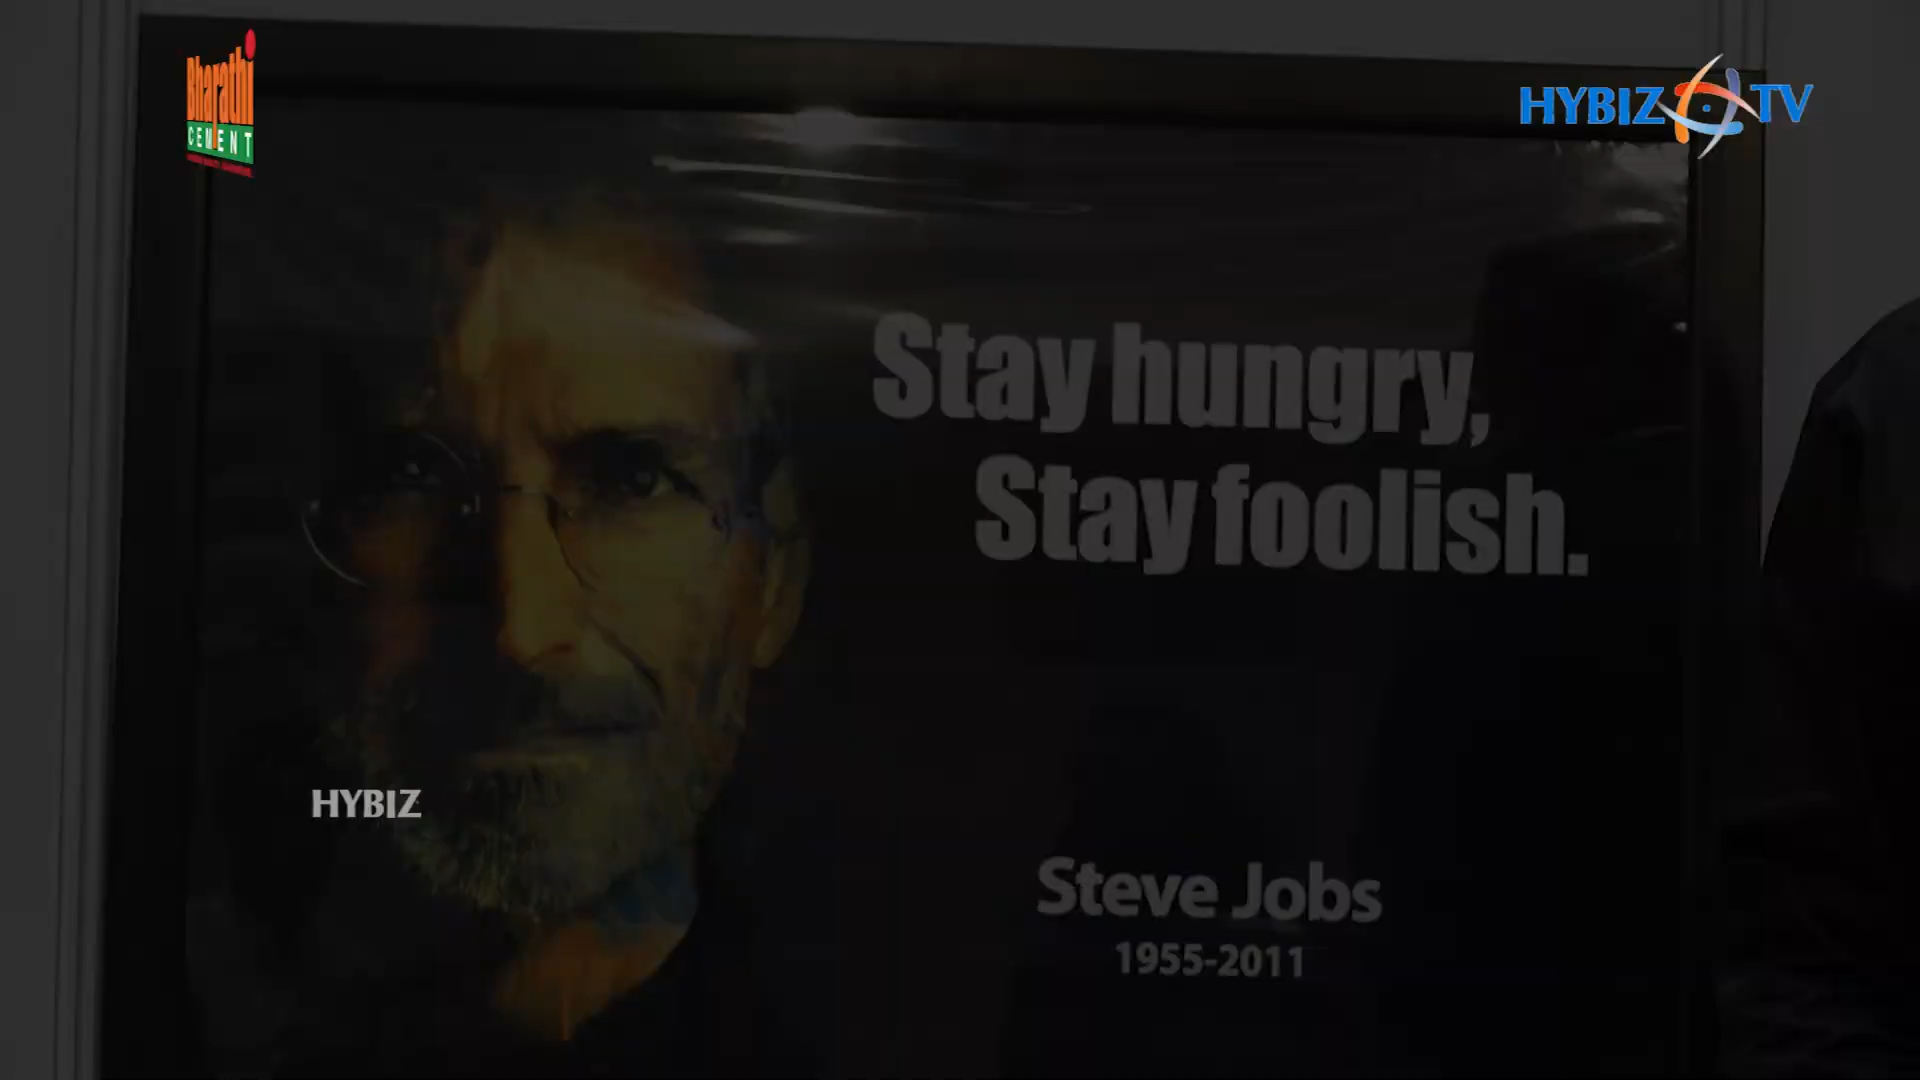 Bharathi
CEMENT
HYBIZ TV
Stay hungry,
Stay foolish.
HYBIZ
Steve Jobs
1955-2011